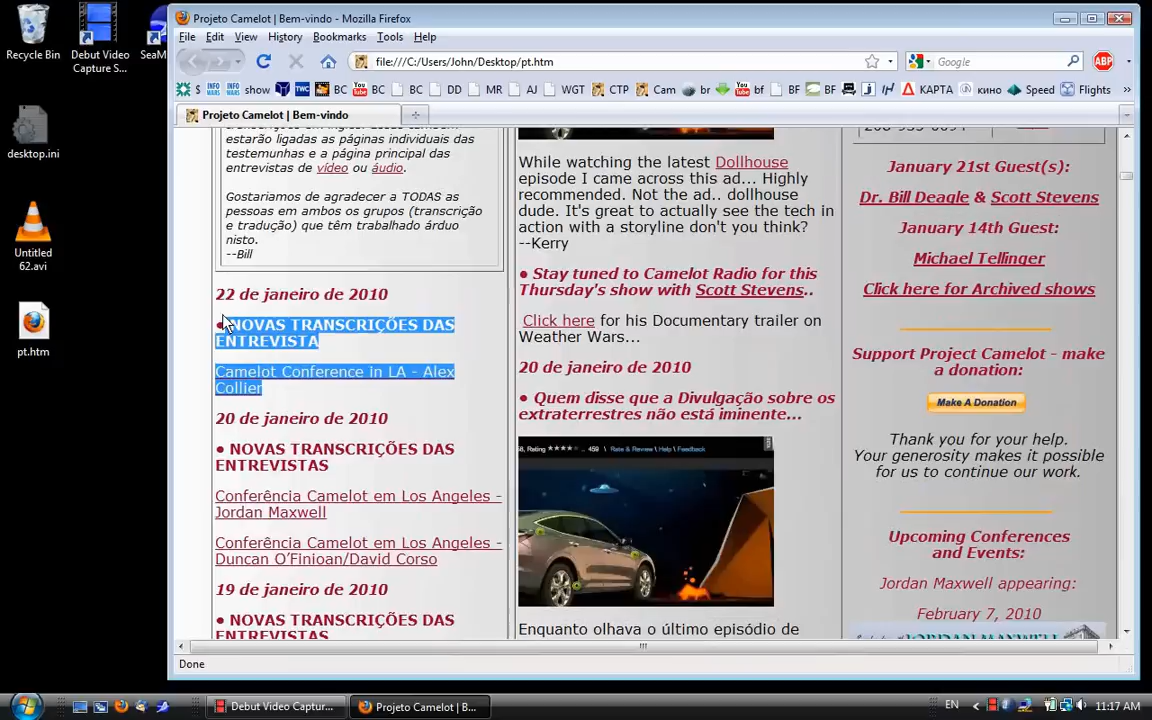 Recycle Bin
Debut Video
Capture S...
SeaM
desktop.ini
Untitled
62.avi
pt.htm
Projeto Camelot | Bem-vindo - Mozilla Firefox
File Edit View History Bookmarks Tools Help
file:///C:/Users/John/Desktop/pt.htm
Google
ABP
$ show TWC BC BC BC DD MR AJ WGT CTP Cam br bf BF BF КАРТА кино Speed Flights
Projeto Camelot | Bem-vindo
estarão ligadas as páginas individuais das
testemunhas e a página principal das
entrevistas de vídeo ou áudio.
Gostaríamos de agradecer a TODAS as
pessoas em ambos os grupos (transcrição
e tradução) que têm trabalhado árduo
nisto.
--Bill
22 de janeiro de 2010
• NOVAS TRANSCRIÇÕES DAS
ENTREVISTA
Camelot Conference in LA - Alex
Collier
20 de janeiro de 2010
• NOVAS TRANSCRIÇÕES DAS
ENTREVISTAS
Conferência Camelot em Los Angeles -
Jordan Maxwell
Conferência Camelot em Los Angeles -
Duncan O'Finioan/David Corso
19 de janeiro de 2010
• NOVAS TRANSCRIÇÕES DAS
ENTREVISTAS
While watching the latest Dollhouse
episode I came across this ad... Highly
recommended. Not the ad.. dollhouse
dude. It's great to actually see the tech in
action with a storyline don't you think?
--Kerry
• Stay tuned to Camelot Radio for this
Thursday's show with Scott Stevens..
Click here for his Documentary trailer on
Weather Wars...
20 de janeiro de 2010
• Quem disse que a Divulgação sobre os
extraterrestres não está iminente...
Rating 459 | Rate & Review | Help | Feedback
Enquanto olhava o último episódio de
January 21st Guest(s):
Dr. Bill Deagle & Scott Stevens
January 14th Guest:
Michael Tellinger
Click here for Archived shows
Support Project Camelot - make
a donation:
Make A Donation
Thank you for your help.
Your generosity makes it possible
for us to continue our work.
Upcoming Conferences
and Events:
Jordan Maxwell appearing:
February 7, 2010
Done
Debut Video Captur...
Projeto Camelot | B...
EN
11:17 AM